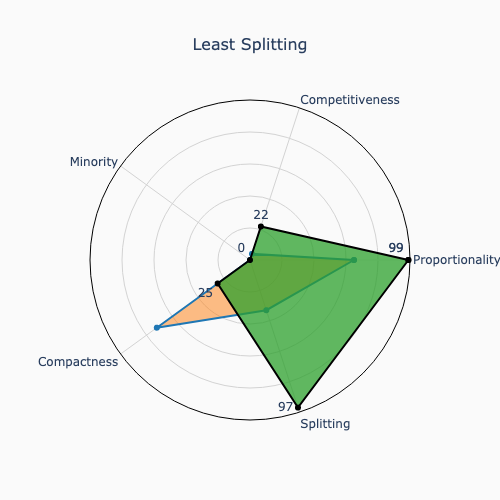 Least Splitting
Competitiveness
Minority
22
0
99
Proportionality
25
Compactness
97
Splitting